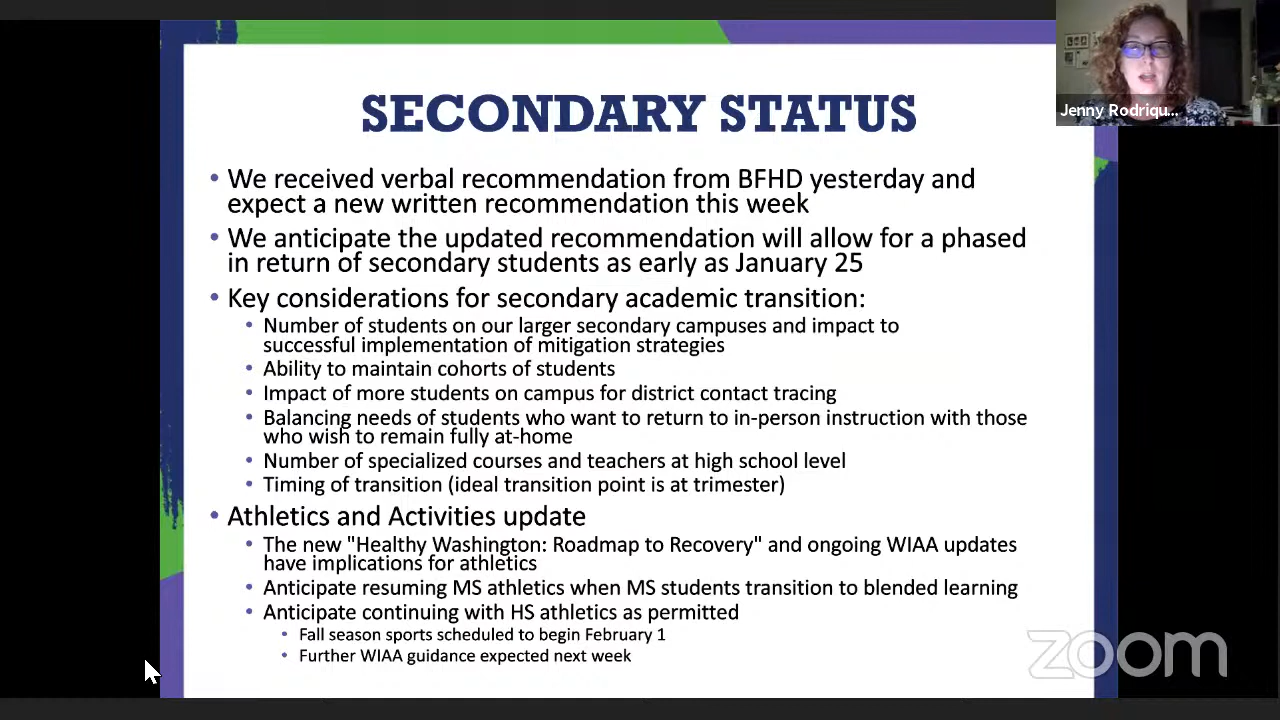 SECONDARY STATUS
Jenny Rodriqu...
• We received verbal recommendation from BFHD yesterday and
expect a new written recommendation this week
• We anticipate the updated recommendation will allow for a phased
in return of secondary students as early as January 25
• Key considerations for secondary academic transition:
• Number of students on our larger secondary campuses and impact to
successful implementation of mitigation strategies
• Ability to maintain cohorts of students
• Impact of more students on campus for district contact tracing
• Balancing needs of students who want to return to in-person instruction with those
who wish to remain fully at-home
• Number of specialized courses and teachers at high school level
• Timing of transition (ideal transition point is at trimester)
• Athletics and Activities update
• The new "Healthy Washington: Roadmap to Recovery" and ongoing WIAA updates
have implications for athletics
• Anticipate resuming MS athletics when MS students transition to blended learning
• Anticipate continuing with HS athletics as permitted
• Fall season sports scheduled to begin February 1
• Further WIAA guidance expected next week
zoom